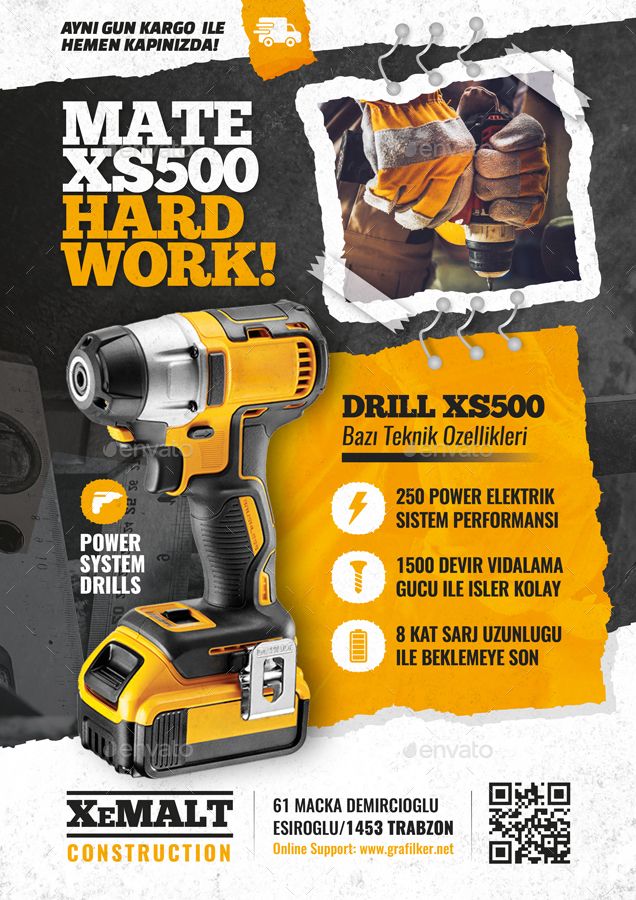 AYNI GUN KARGO ILE
HEMEN KAPINIZDA!
MATE
XS500
HARD
WORK!
DRILL XS500
Bazı Teknik Ozellikleri
250 POWER ELEKTRIK
SISTEM PERFORMANSI
1500 DEVIR VIDALAMA
GUCU ILE ISLER KOLAY
8 KAT SARJ UZUNLUGU
ILE BEKLEMEYE SON
POWER
SYSTEM
DRILLS
XEMALT
CONSTRUCTION
61 MACKA DEMIRCIOGLU
ESIROGLU/1453 TRABZON
Online Support: www.grafilker.net
envato
envato
envato
envato
envato